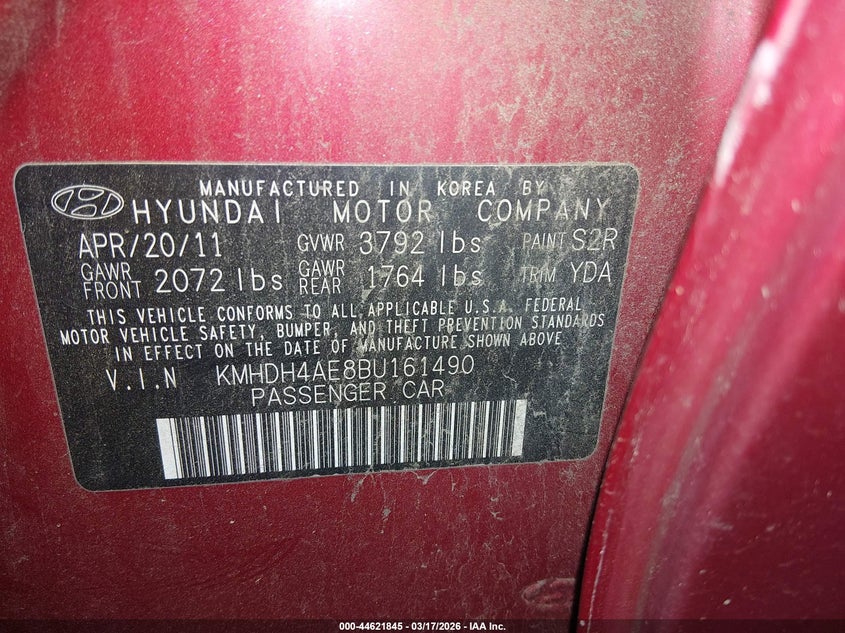 MANUFACTURED IN KOREA BY
HYUNDAI MOTOR COMPANY
APR/20/11 GVWR 3792 lbs PAINT S2R
GAWR FRONT 2072 lbs GAWR REAR 1764 lbs TRIM YDA
THIS VEHICLE CONFORMS TO ALL APPLICABLE U.S.A. FEDERAL
MOTOR VEHICLE SAFETY, BUMPER, AND THEFT PREVENTION STANDARDS
IN EFFECT ON THE DATE OF MANUFACTURE SHOWN ABOVE
V.I.N KMHDH4AE8BU161490
PASSENGER CAR
000-44621845 - 03/17/2026 - IAA Inc.